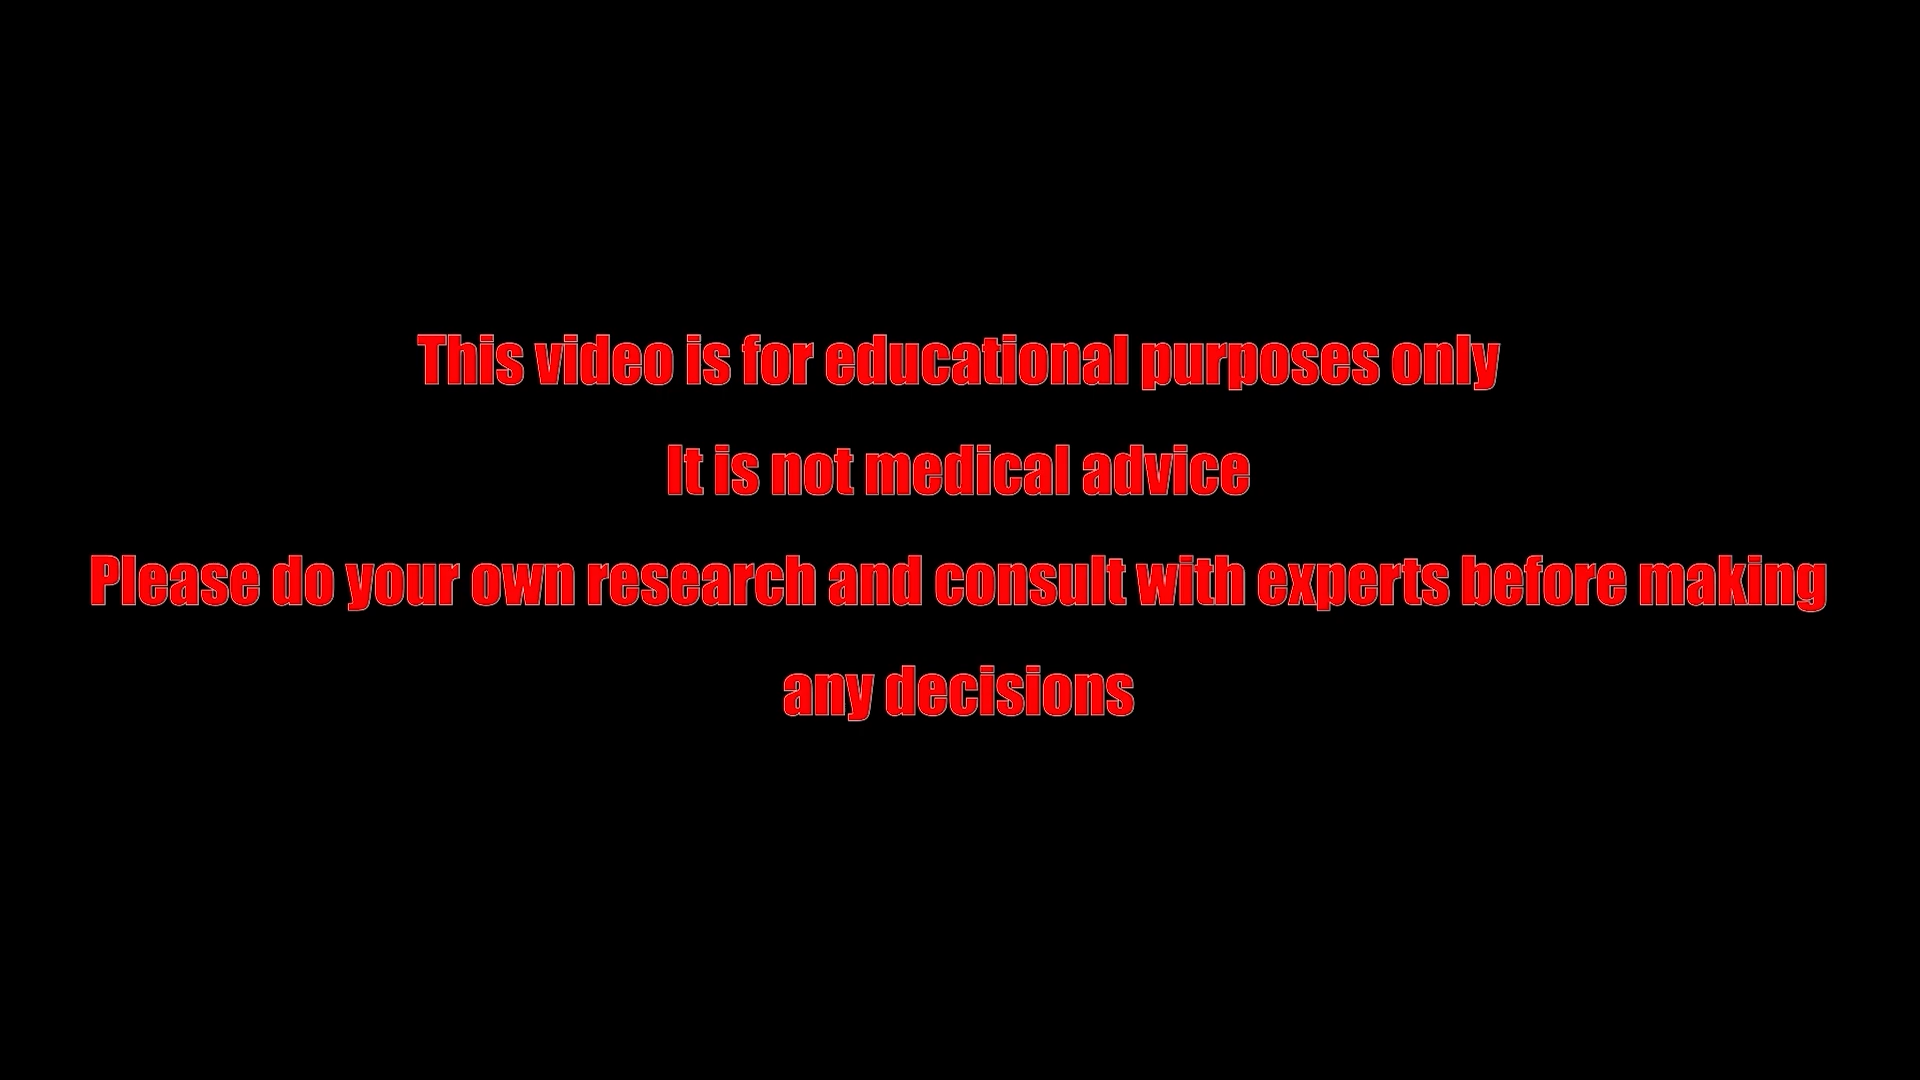 This video is for educational purposes only
It is not medical advice
Please do your own research and consult with experts before making
any decisions